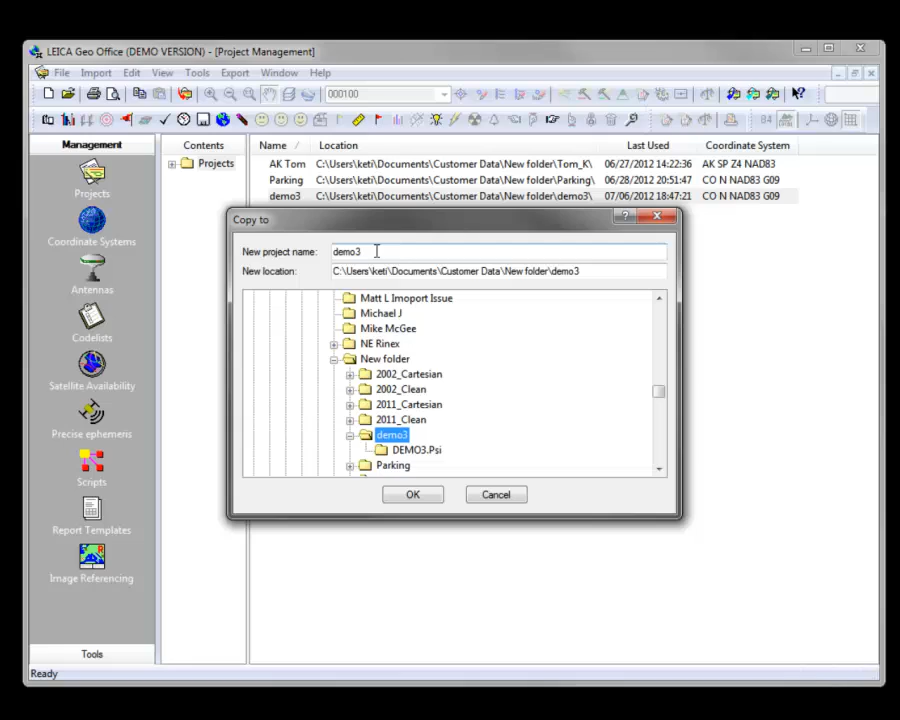 LEICA Geo Office (DEMO VERSION) - [Project Management]
File Import Edit View Tools Export Window Help
000100
Management
Contents
Name / Location Last Used Coordinate System
Projects
AK Tom C:\Users\keti\Documents\Customer Data\New folder\Tom_K\ 06/27/2012 14:22:36 AK SP Z4 NAD83
Parking C:\Users\keti\Documents\Customer Data\New folder\Parking\ 06/28/2012 20:51:47 CO N NAD83 G09
demo3 C:\Users\keti\Documents\Customer Data\New folder\demo3\ 07/06/2012 18:47:21 CO N NAD83 G09
Projects
Coordinate Systems
Antennas
Codelists
Satellite Availability
Precise ephemeris
Scripts
Report Templates
Image Referencing
Tools
Copy to
New project name: demo3
New location: C:\Users\keti\Documents\Customer Data\New folder\demo3
Matt L Imoport Issue
Michael J
Mike McGee
NE Rinex
New folder
2002_Cartesian
2002_Clean
2011_Cartesian
2011_Clean
demo3
DEMO3.Psi
Parking
OK Cancel
Ready